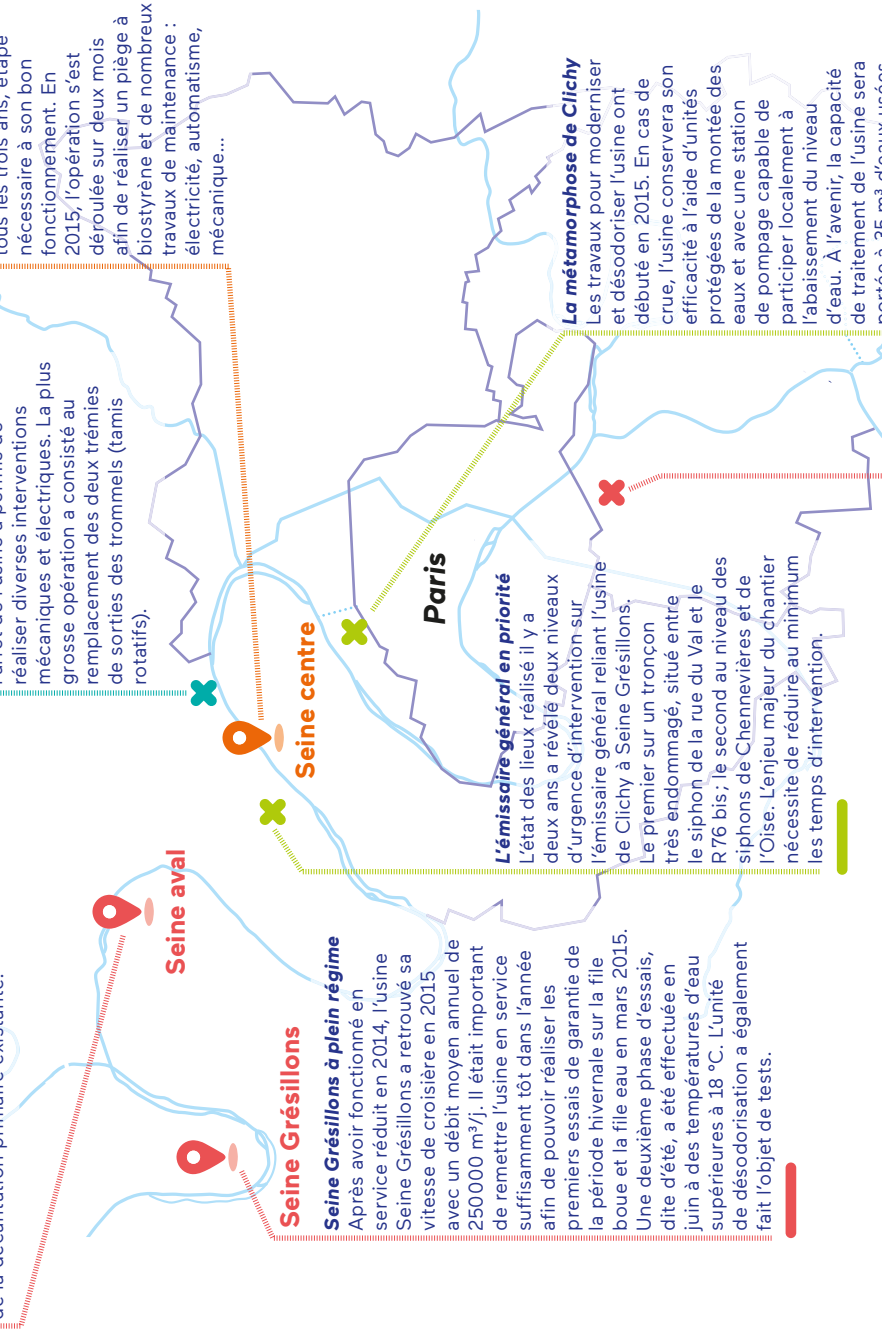 de la décantation primaire existante.
Seine aval
Seine Grésillons
Seine Grésillons à plein régime
Après avoir fonctionné en
service réduit en 2014, l'usine
Seine Grésillons a retrouvé sa
vitesse de croisière en 2015
avec un débit moyen annuel de
250 000 m³/j. Il était important
de remettre l'usine en service
suffisamment tôt dans l'année
afin de pouvoir réaliser les
premiers essais de garantie de
la période hivernale sur la file
boue et la file eau en mars 2015.
Une deuxième phase d'essais,
dite d'été, a été effectuée en
juin à des températures d'eau
supérieures à 18 °C. L'unité
de désodorisation a également
fait l'objet de tests.
réaliser diverses interventions
mécaniques et électriques. La plus
grosse opération a consisté au
remplacement des deux trémies
de sorties des trommels (tamis
rotatifs).
Seine centre
Paris
L'émissaire général en priorité
L'état des lieux réalisé il y a
deux ans a révélé deux niveaux
d'urgence d'intervention sur
l'émissaire général reliant l'usine
de Clichy à Seine Grésillons.
Le premier sur un tronçon
très endommagé, situé entre
le siphon de la rue du Val et le
R 76 bis ; le second au niveau des
siphons de Chennevières et de
l'Oise. L'enjeu majeur du chantier
nécessite de réduire au minimum
les temps d'intervention.
tous les trois ans, étape
nécessaire à son bon
fonctionnement. En
2015, l'opération s'est
déroulée sur deux mois
afin de réaliser un piège à
biostyrène et de nombreux
travaux de maintenance :
électricité, automatisme,
mécanique...
La métamorphose de Clichy
Les travaux pour moderniser
et désodoriser l'usine ont
débuté en 2015. En cas de
crue, l'usine conservera son
efficacité à l'aide d'unités
protégées de la montée des
eaux et avec une station
de pompage capable de
participer localement à
l'abaissement du niveau
d'eau. À l'avenir, la capacité
de traitement de l'usine sera
portée à 35 m³ d'eaux usées